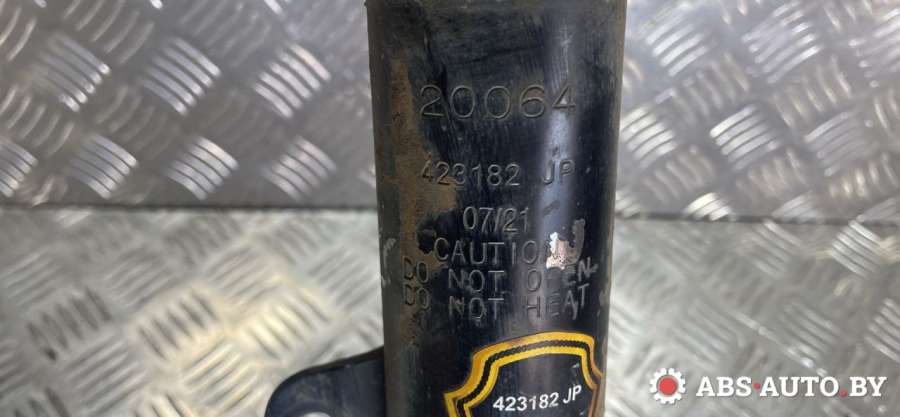 20064
423182 JP
07/21
CAUTION
DO NOT OPEN
DO NOT HEAT
423182 JP
ABS-AUTO.BY